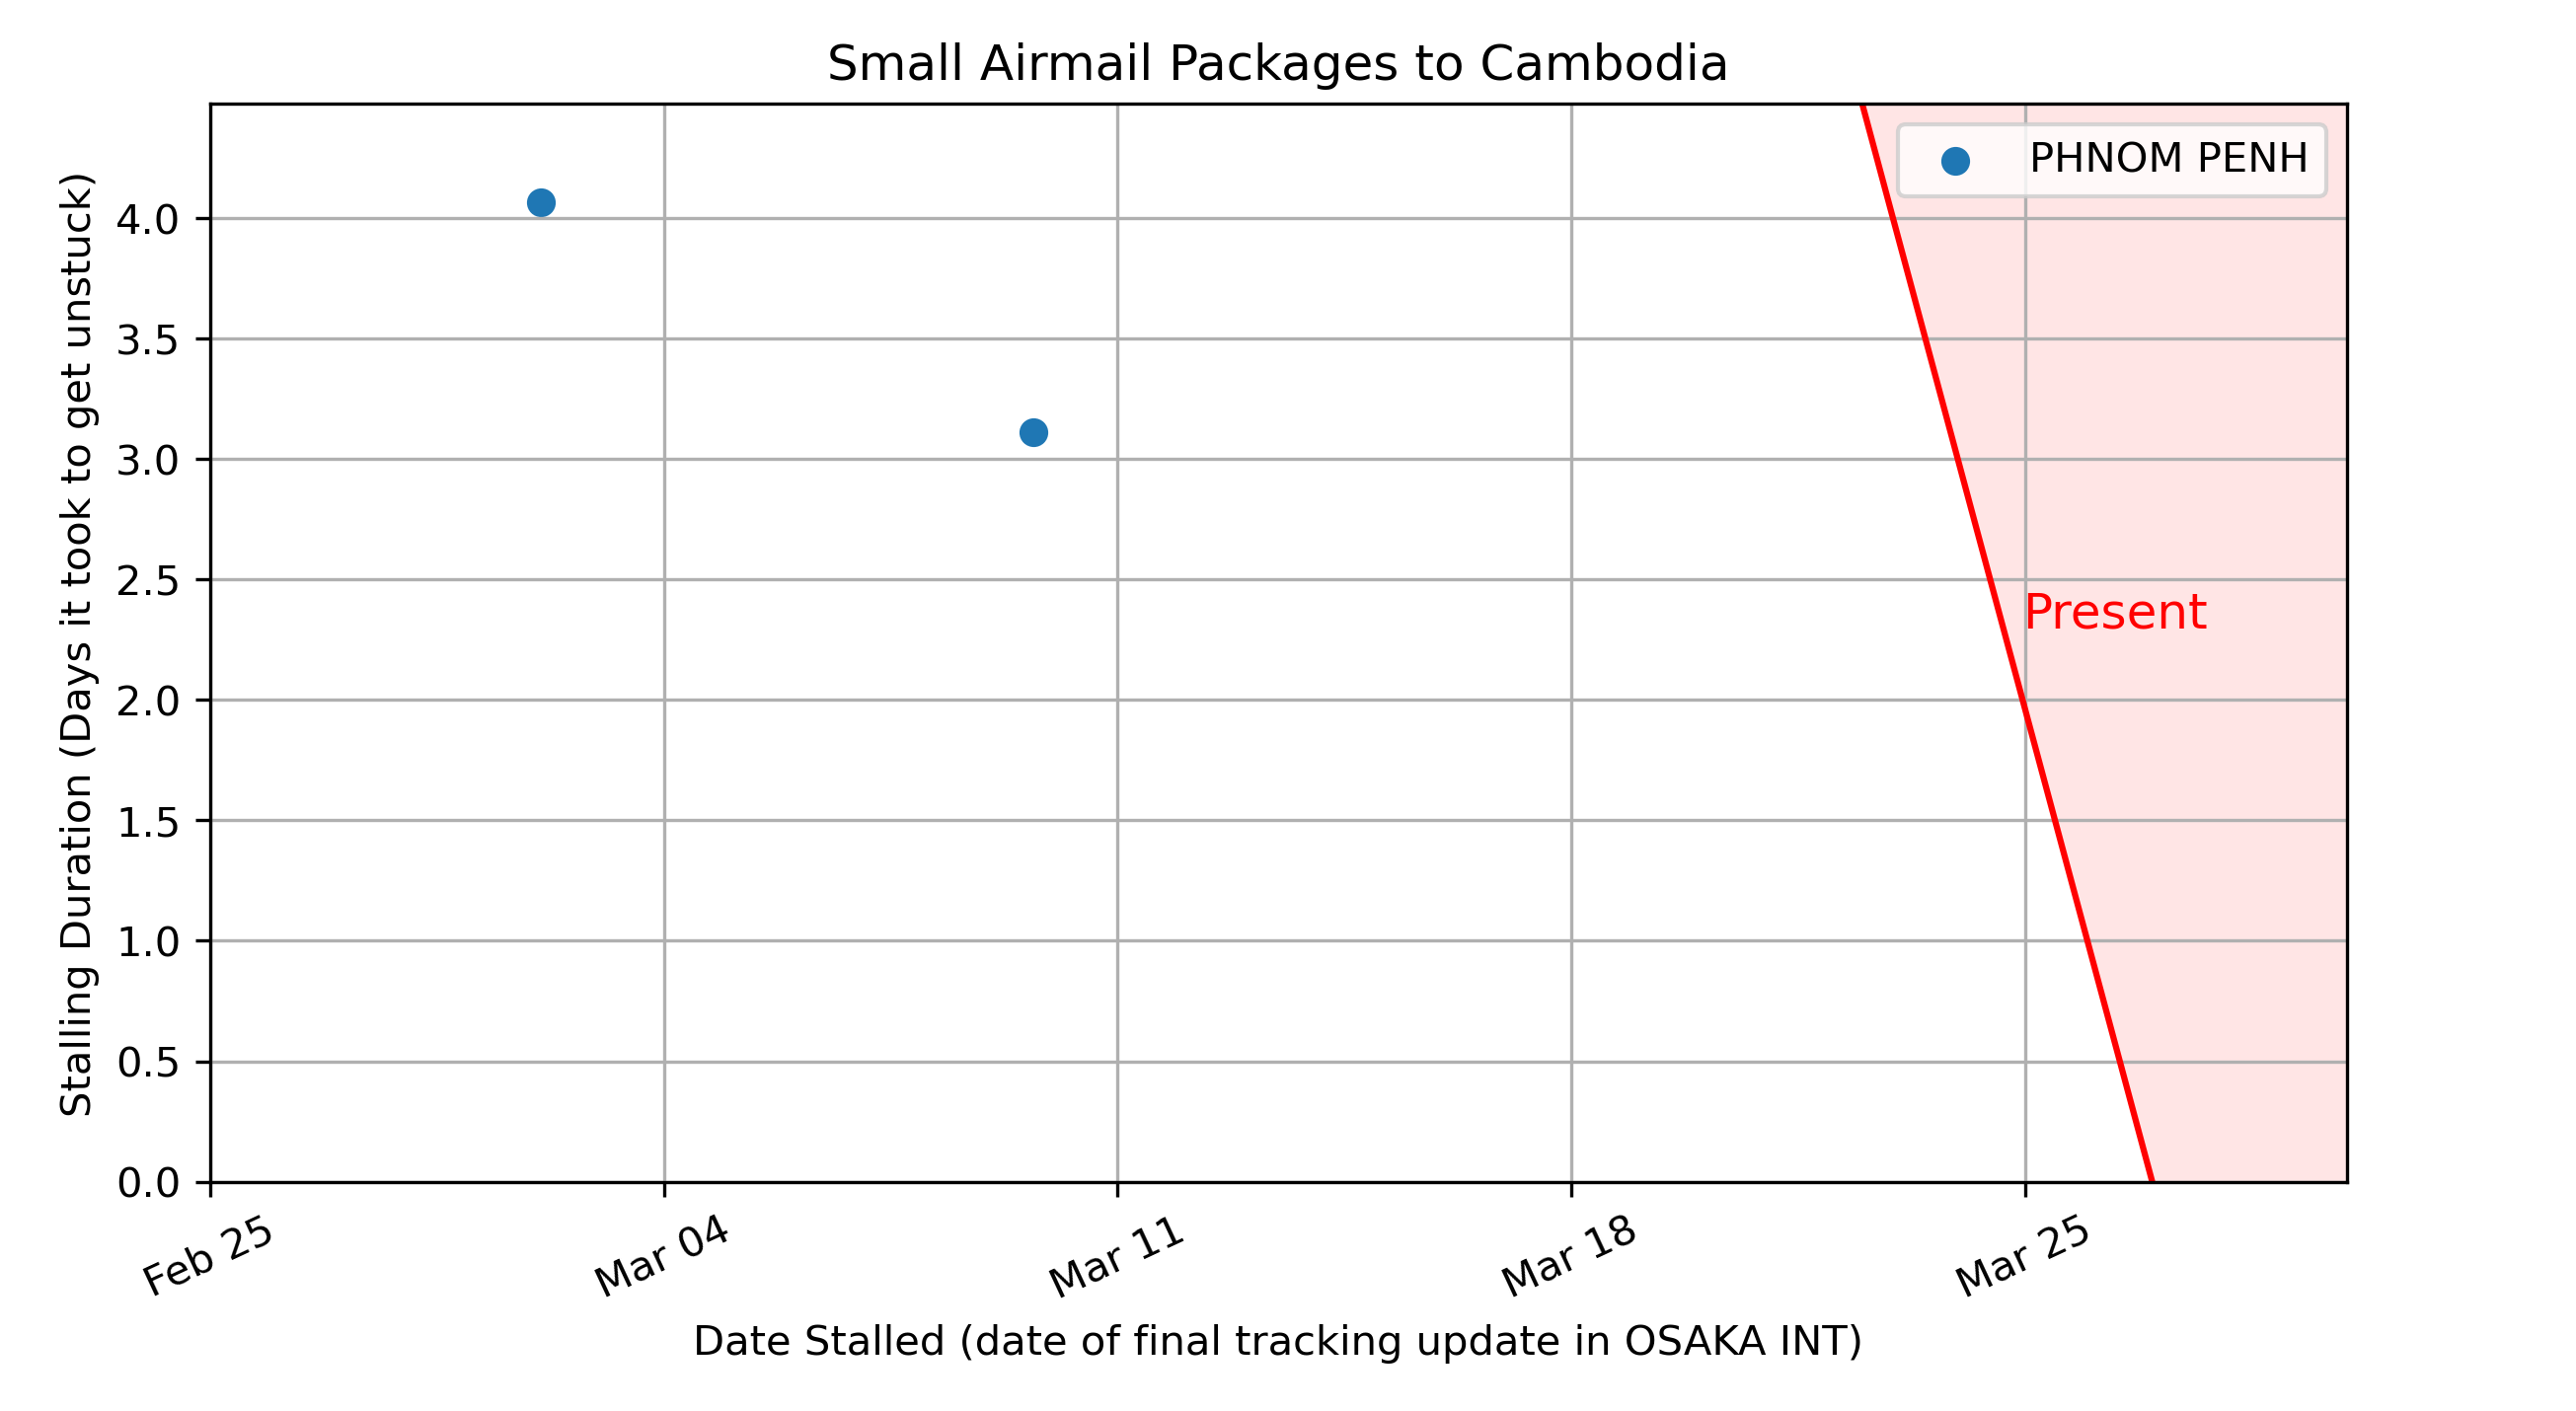 Small Airmail Packages to Cambodia
PHNOM PENH
Stalling Duration (Days it took to get unstuck)
4.0
3.5
3.0
2.5
2.0
1.5
1.0
0.5
0.0
Present
Feb 25
Mar 04
Mar 11
Mar 18
Mar 25
Date Stalled (date of final tracking update in OSAKA INT)